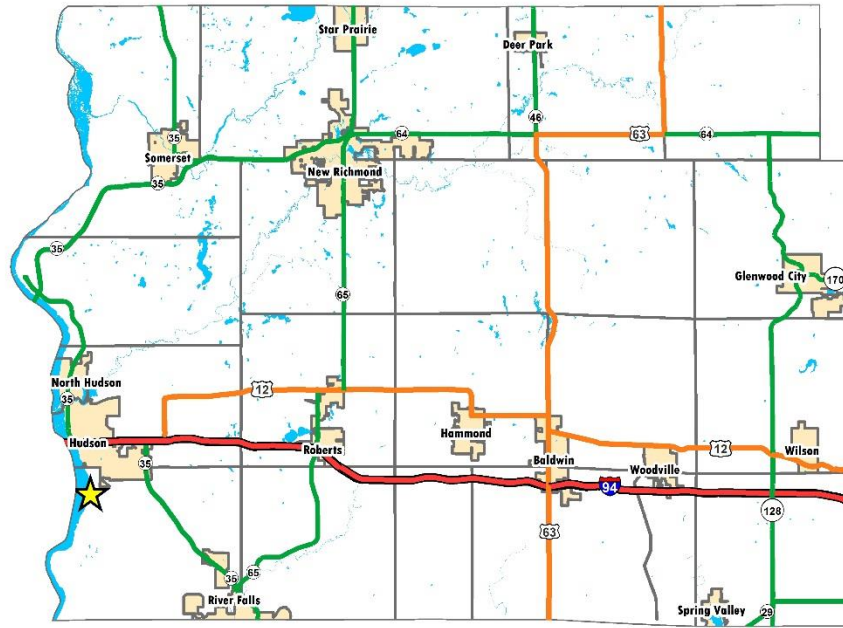 Star Prairie
Deer Park
46
35
64
63
64
Somerset
New Richmond
35
35
Glenwood City
170
65
North Hudson
12
35
Hudson
35
Roberts
Hammond
Baldwin
Woodville
12
Wilson
94
128
63
35
65
River Falls
Spring Valley
29